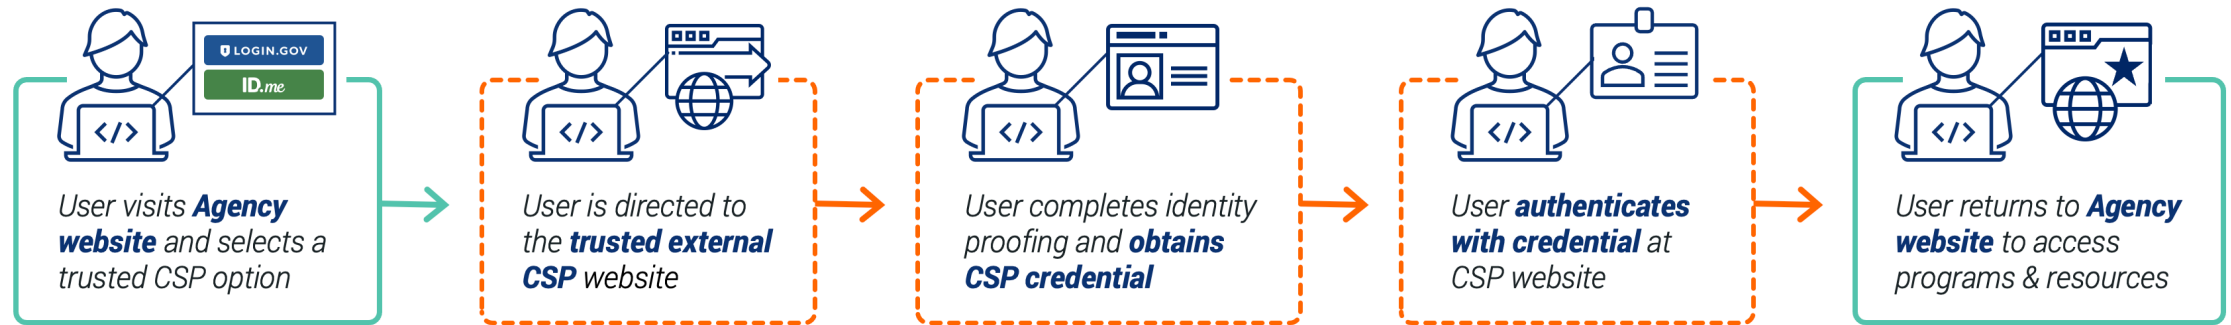 LOGIN.GOV
ID.me
</>
User visits Agency
website and selects a
trusted CSP option
</>
User is directed to
the trusted external
CSP website
</>
User completes identity
proofing and obtains
CSP credential
</>
User authenticates
with credential at
CSP website
</>
User returns to Agency
website to access
programs & resources